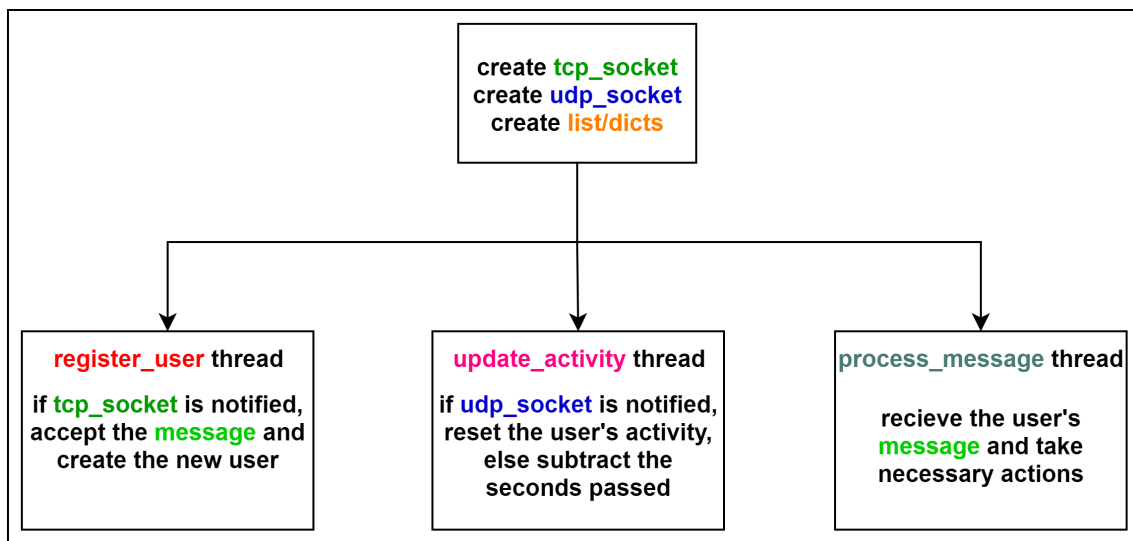 create tcp_socket
create udp_socket
create list/dicts
register_user thread
if tcp_socket is notified,
accept the message and
create the new user
update_activity thread
if udp_socket is notified,
reset the user's activity,
else subtract the
seconds passed
process_message thread
recieve the user's
message and take
necessary actions